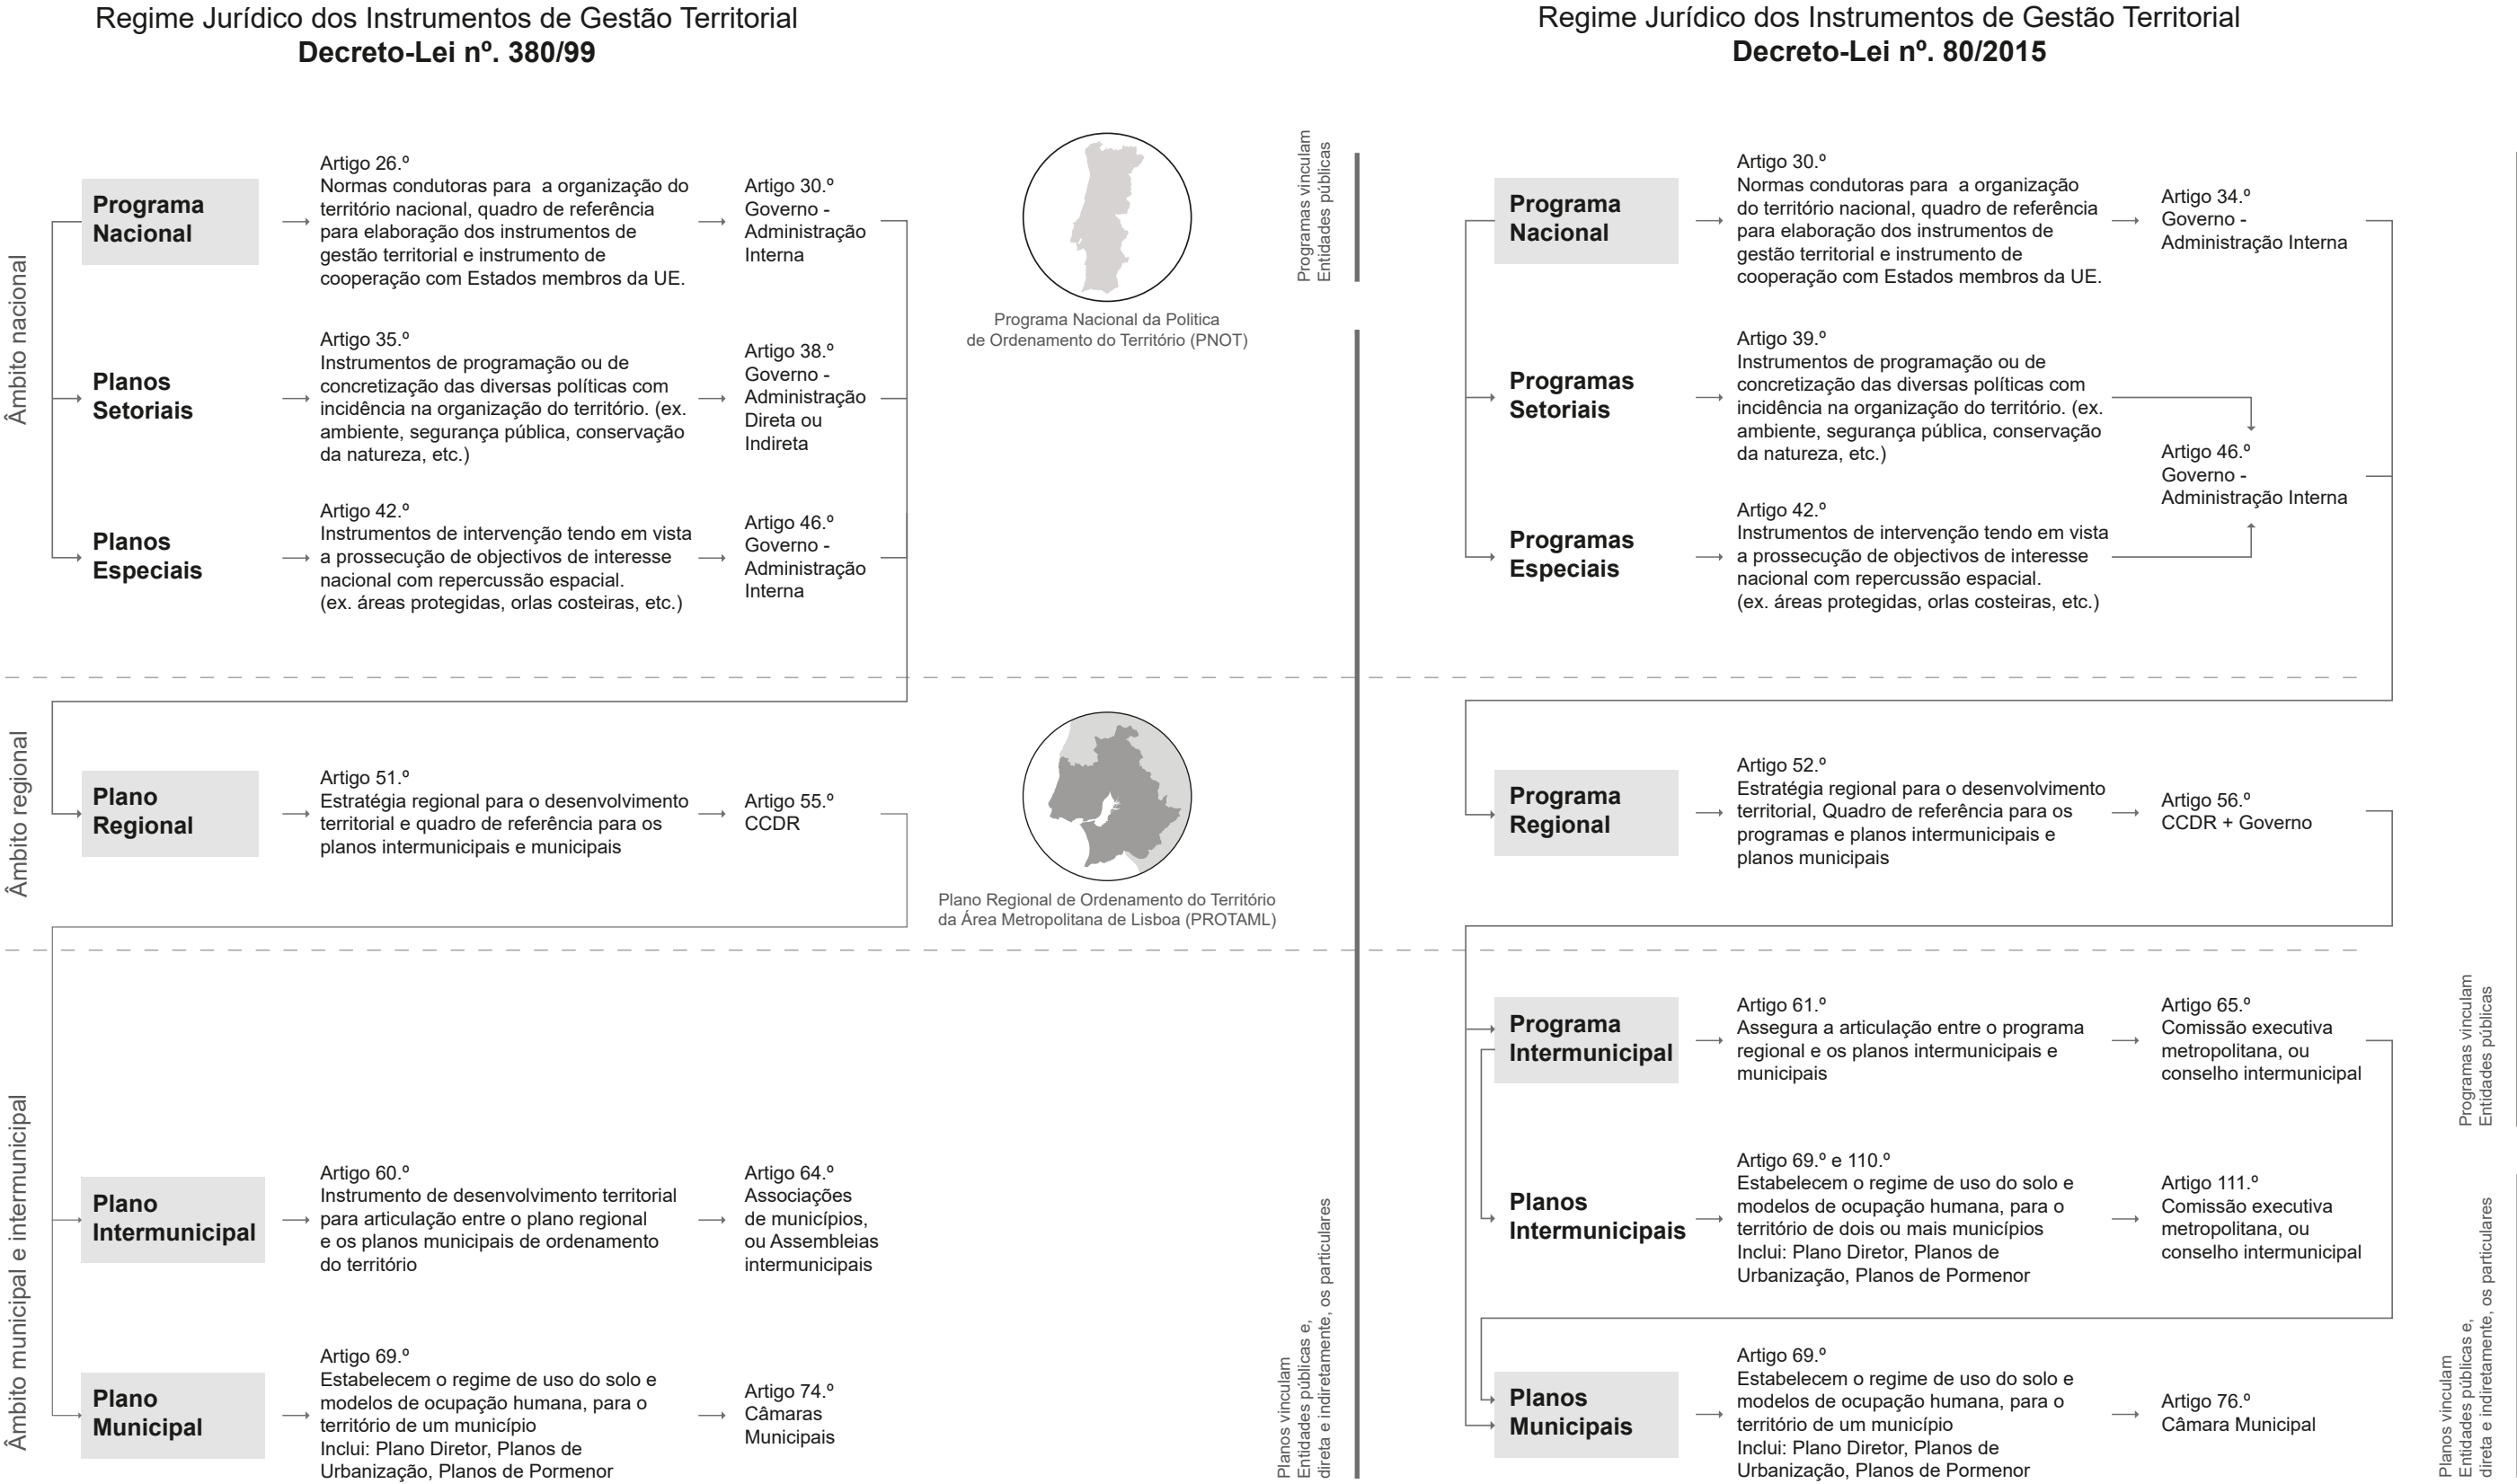 Regime Jurídico dos Instrumentos de Gestão Territorial
Decreto-Lei nº. 380/99
Âmbito nacional
Programa
Nacional
Artigo 26.º
Normas condutoras para a organização do
território nacional, quadro de referência
para elaboração dos instrumentos de
gestão territorial e instrumento de
cooperação com Estados membros da UE.
Artigo 30.º
Governo -
Administração
Interna
Planos
Setoriais
Artigo 35.º
Instrumentos de programação ou de
concretização das diversas políticas com
incidência na organização do território. (ex.
ambiente, segurança pública, conservação
da natureza, etc.)
Artigo 38.º
Governo -
Administração
Direta ou
Indireta
Planos
Especiais
Artigo 42.º
Instrumentos de intervenção tendo em vista
a prossecução de objectivos de interesse
nacional com repercussão espacial.
(ex. áreas protegidas, orlas costeiras, etc.)
Artigo 46.º
Governo -
Administração
Interna
Programa Nacional da Politica
de Ordenamento do Território (PNOT)
Programas vinculam
Entidades públicas
Âmbito regional
Plano
Regional
Artigo 51.º
Estratégia regional para o desenvolvimento
territorial e quadro de referência para os
planos intermunicipais e municipais
Artigo 55.º
CCDR
Plano Regional de Ordenamento do Território
da Área Metropolitana de Lisboa (PROTAML)
Âmbito municipal e intermunicipal
Plano
Intermunicipal
Artigo 60.º
Instrumento de desenvolvimento territorial
para articulação entre o plano regional
e os planos municipais de ordenamento
do território
Artigo 64.º
Associações
de municípios,
ou Assembleias
intermunicipais
Plano
Municipal
Artigo 69.º
Estabelecem o regime de uso do solo e
modelos de ocupação humana, para o
território de um município
Inclui: Plano Diretor, Planos de
Urbanização, Planos de Pormenor
Artigo 74.º
Câmaras
Municipais
Planos vinculam
Entidades públicas e,
direta e indiretamente, os particulares
Regime Jurídico dos Instrumentos de Gestão Territorial
Decreto-Lei nº. 80/2015
Programa
Nacional
Artigo 30.º
Normas condutoras para a organização
do território nacional, quadro de referência
para elaboração dos instrumentos de
gestão territorial e instrumento de
cooperação com Estados membros da UE.
Artigo 34.º
Governo -
Administração Interna
Programas
Setoriais
Artigo 39.º
Instrumentos de programação ou de
concretização das diversas políticas com
incidência na organização do território. (ex.
ambiente, segurança pública, conservação
da natureza, etc.)
Artigo 46.º
Governo -
Administração Interna
Programas
Especiais
Artigo 42.º
Instrumentos de intervenção tendo em vista
a prossecução de objectivos de interesse
nacional com repercussão espacial.
(ex. áreas protegidas, orlas costeiras, etc.)
Programa
Regional
Artigo 52.º
Estratégia regional para o desenvolvimento
territorial, Quadro de referência para os
programas e planos intermunicipais e
planos municipais
Artigo 56.º
CCDR + Governo
Programa
Intermunicipal
Artigo 61.º
Assegura a articulação entre o programa
regional e os planos intermunicipais e
municipais
Artigo 65.º
Comissão executiva
metropolitana, ou
conselho intermunicipal
Programas vinculam
Entidades públicas
Planos
Intermunicipais
Artigo 69.º e 110.º
Estabelecem o regime de uso do solo e
modelos de ocupação humana, para o
território de dois ou mais municípios
Inclui: Plano Diretor, Planos de
Urbanização, Planos de Pormenor
Artigo 111.º
Comissão executiva
metropolitana, ou
conselho intermunicipal
Planos
Municipais
Artigo 69.º
Estabelecem o regime de uso do solo e
modelos de ocupação humana, para o
território de um município
Inclui: Plano Diretor, Planos de
Urbanização, Planos de Pormenor
Artigo 76.º
Câmara Municipal
Planos vinculam
Entidades públicas e,
direta e indiretamente, os particulares